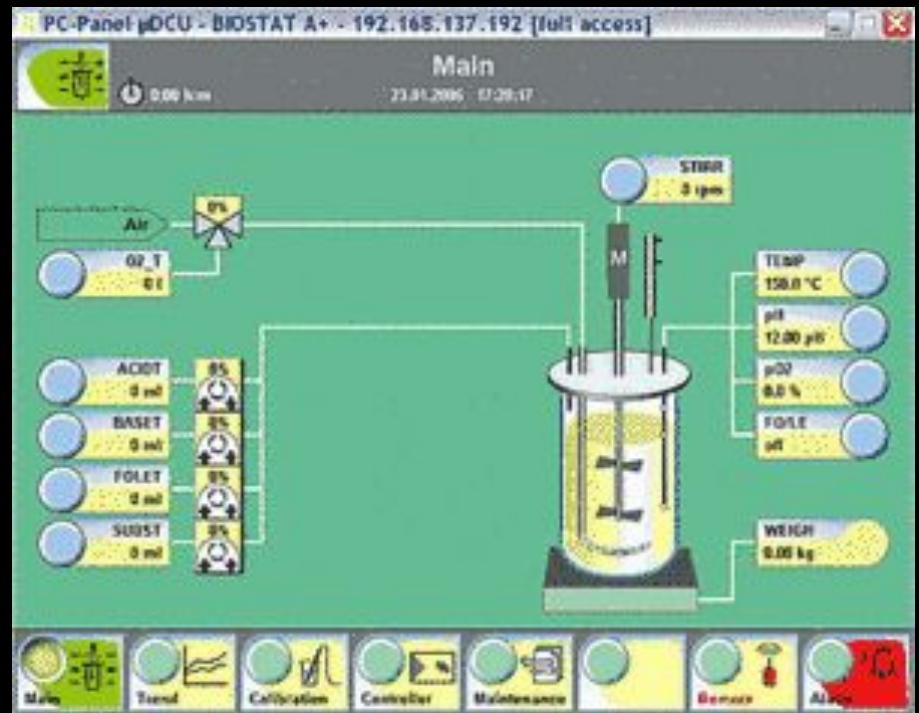 PC-Panel µDCU - BIOSTAT A+ - 192.168.137.192 [full access]
Main
0:00 h:m
23.01.2006 17:28:17
STIRR
0 rpm
0%
Air
O2_T
0 l
M
TEMP
150.0 °C
pH
12.00 pH
pO2
0.0 %
FO/LE
off
ACIDT
0 ml
0%
BASET
0 ml
0%
FOLET
0 ml
0%
SUBST
0 ml
0%
WEIGH
0.00 kg
Main
Trend
Calibration
Controller
Maintenance
Remote
Alarm